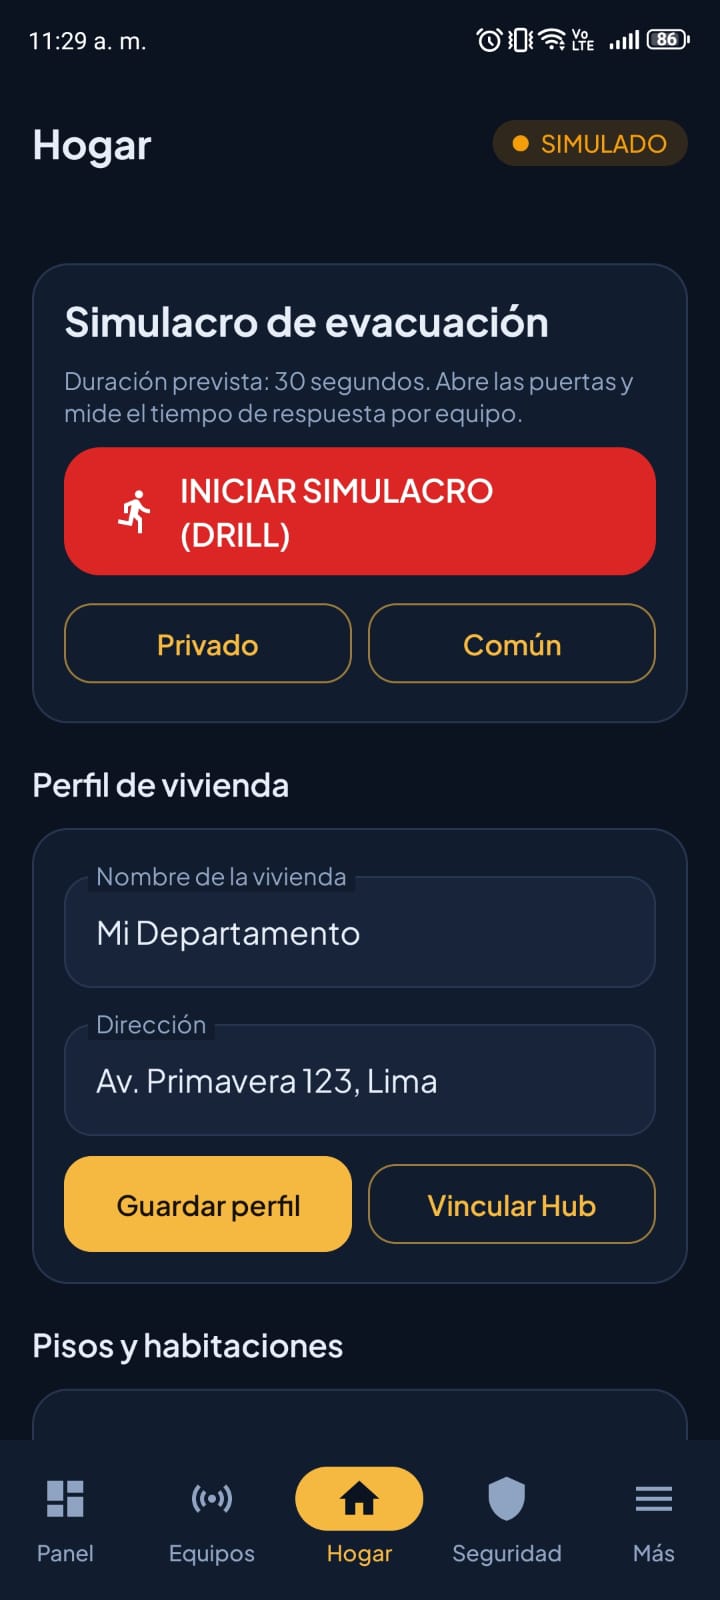 11:29 a. m.
Vo LTE
86
Hogar
SIMULADO
Simulacro de evacuación
Duración prevista: 30 segundos. Abre las puertas y
mide el tiempo de respuesta por equipo.
INICIAR SIMULACRO
(DRILL)
Privado
Común
Perfil de vivienda
Nombre de la vivienda
Mi Departamento
Dirección
Av. Primavera 123, Lima
Guardar perfil
Vincular Hub
Pisos y habitaciones
Panel
Equipos
Hogar
Seguridad
Más